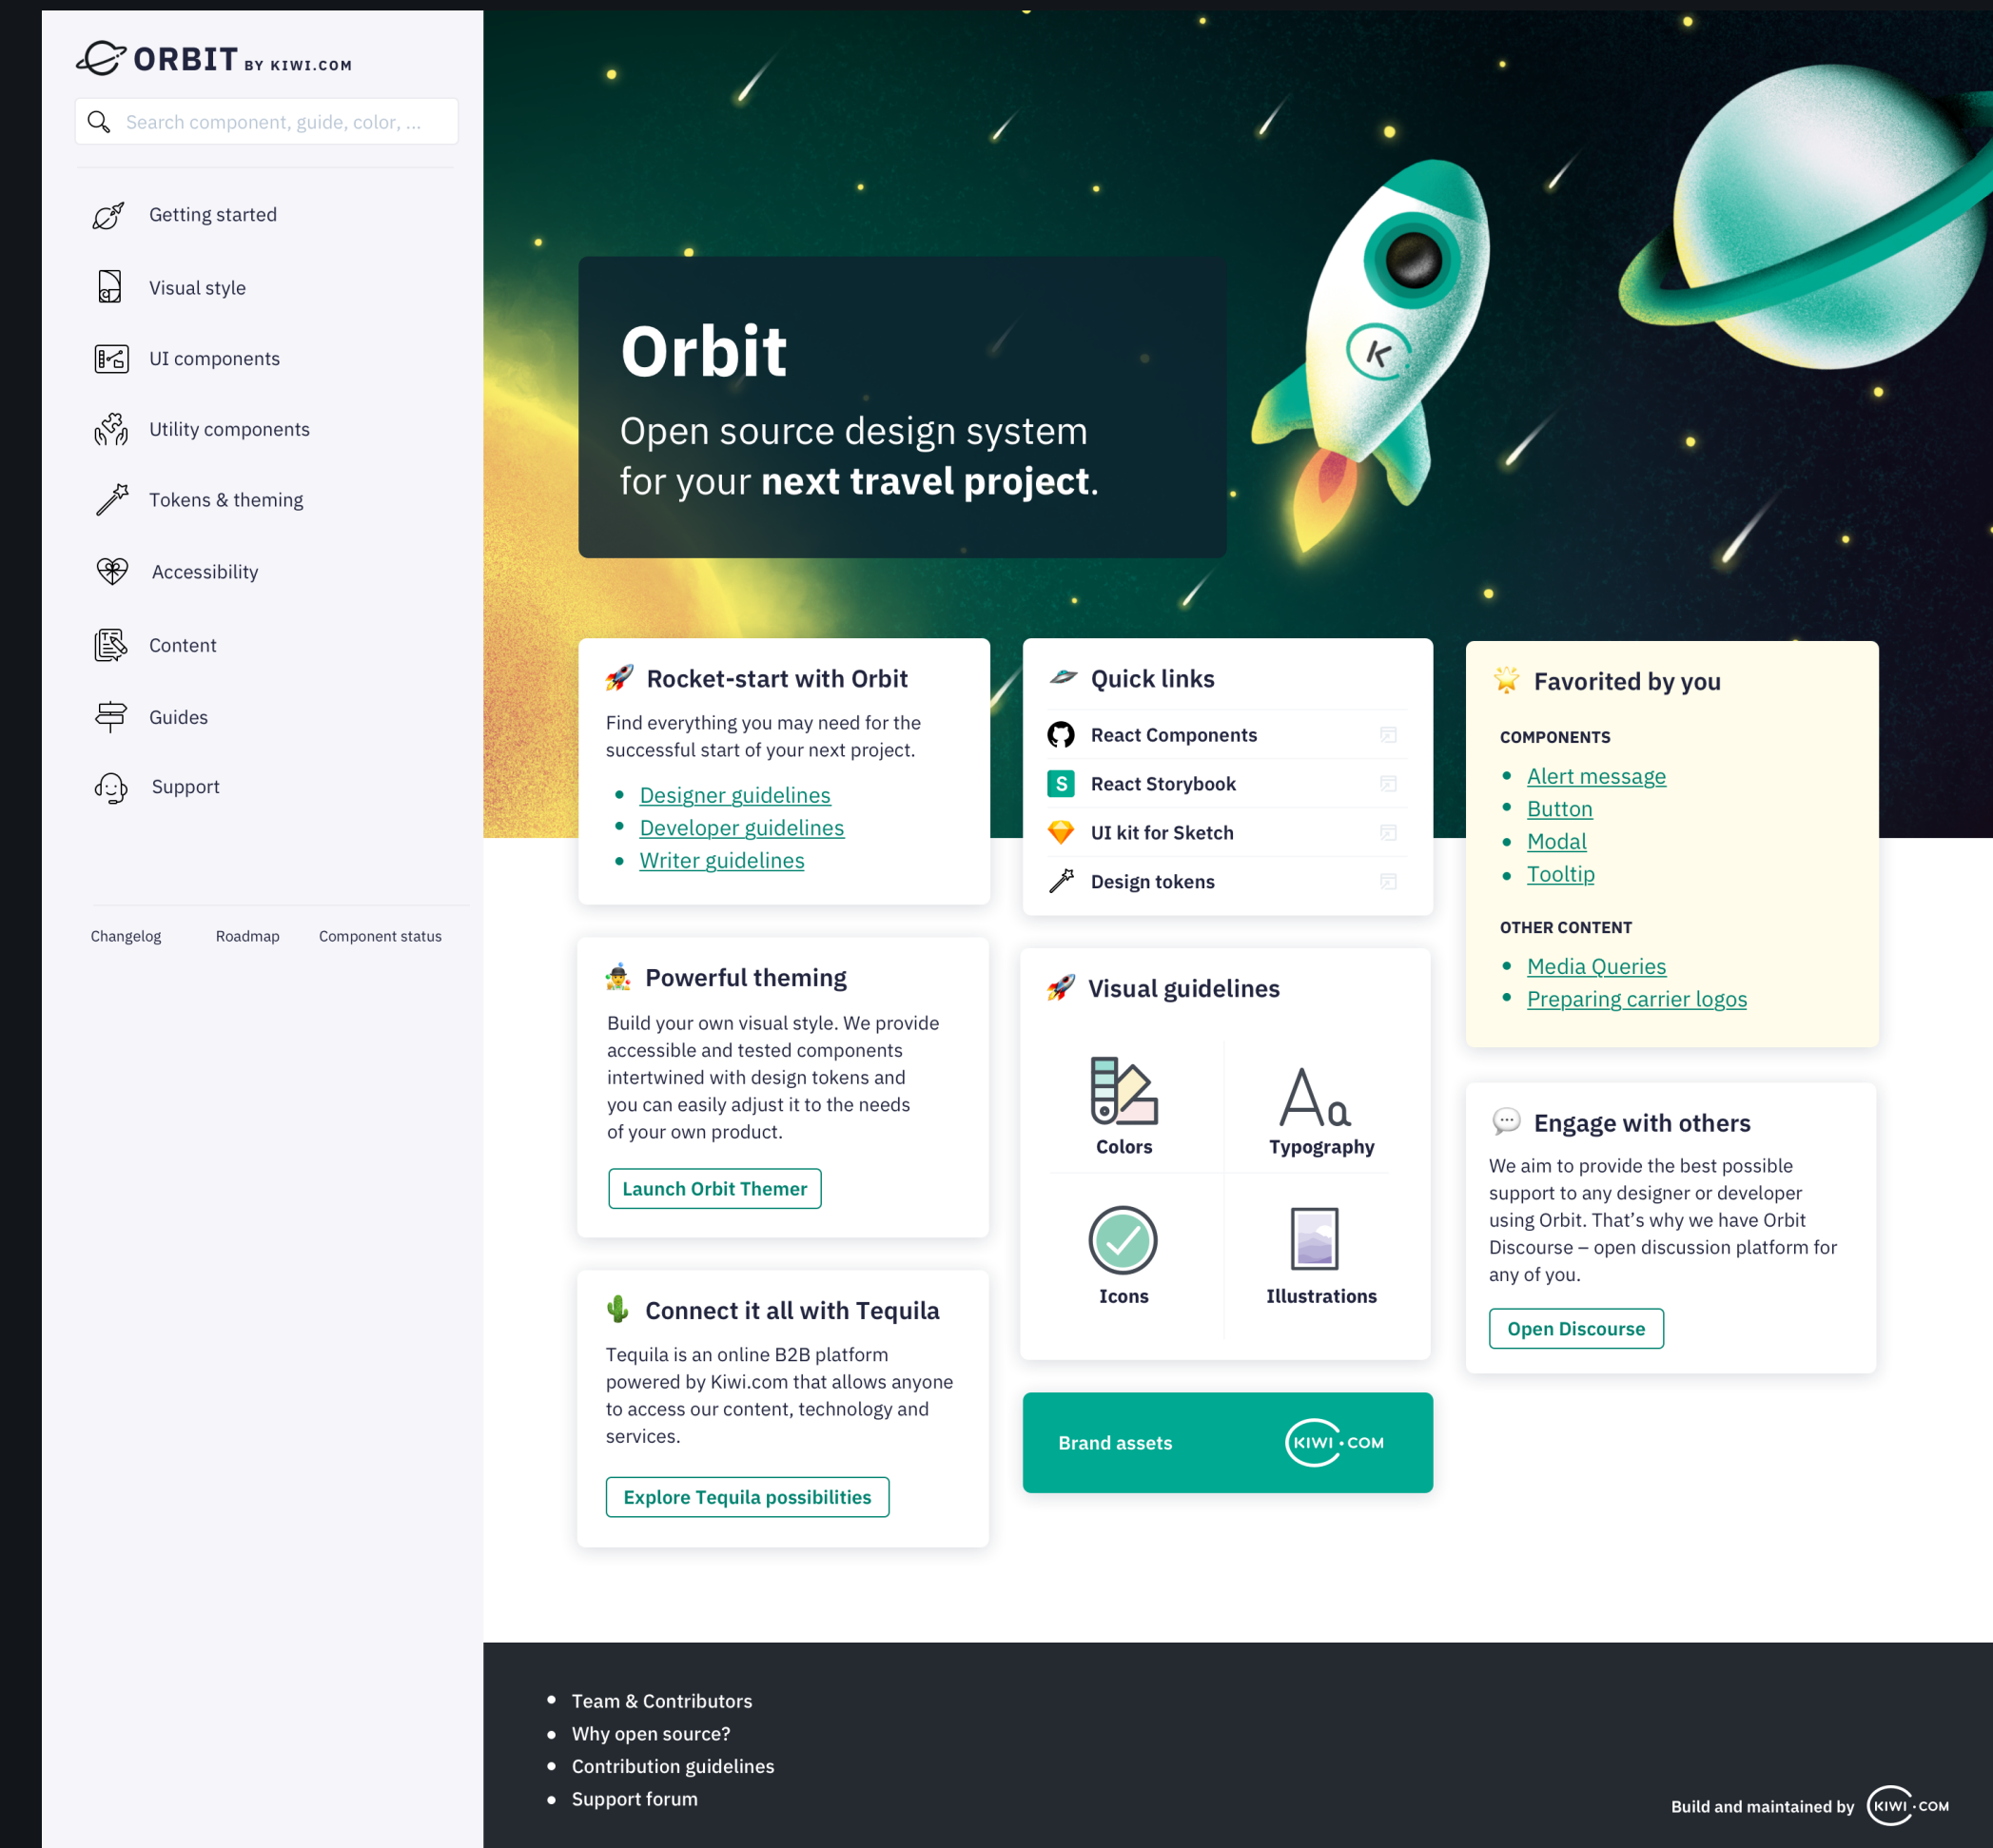 ORBIT BY KIWI.COM
Search component, guide, color, ...
Getting started
Visual style
UI components
Utility components
Tokens & theming
Accessibility
Content
Guides
Support
Changelog Roadmap Component status
Orbit
Open source design system
for your next travel project.
K
Rocket-start with Orbit
Find everything you may need for the
successful start of your next project.
Designer guidelines
Developer guidelines
Writer guidelines
Powerful theming
Build your own visual style. We provide
accessible and tested components
intertwined with design tokens and
you can easily adjust it to the needs
of your own product.
Launch Orbit Themer
Connect it all with Tequila
Tequila is an online B2B platform
powered by Kiwi.com that allows anyone
to access our content, technology and
services.
Explore Tequila possibilities
Quick links
React Components
S React Storybook
UI kit for Sketch
Design tokens
Visual guidelines
Colors
Aa
Typography
Icons
Illustrations
Brand assets KIWI.COM
Favorited by you
COMPONENTS
Alert message
Button
Modal
Tooltip
OTHER CONTENT
Media Queries
Preparing carrier logos
Engage with others
We aim to provide the best possible
support to any designer or developer
using Orbit. That’s why we have Orbit
Discourse – open discussion platform for
any of you.
Open Discourse
Team & Contributors
Why open source?
Contribution guidelines
Support forum
Build and maintained by KIWI.COM